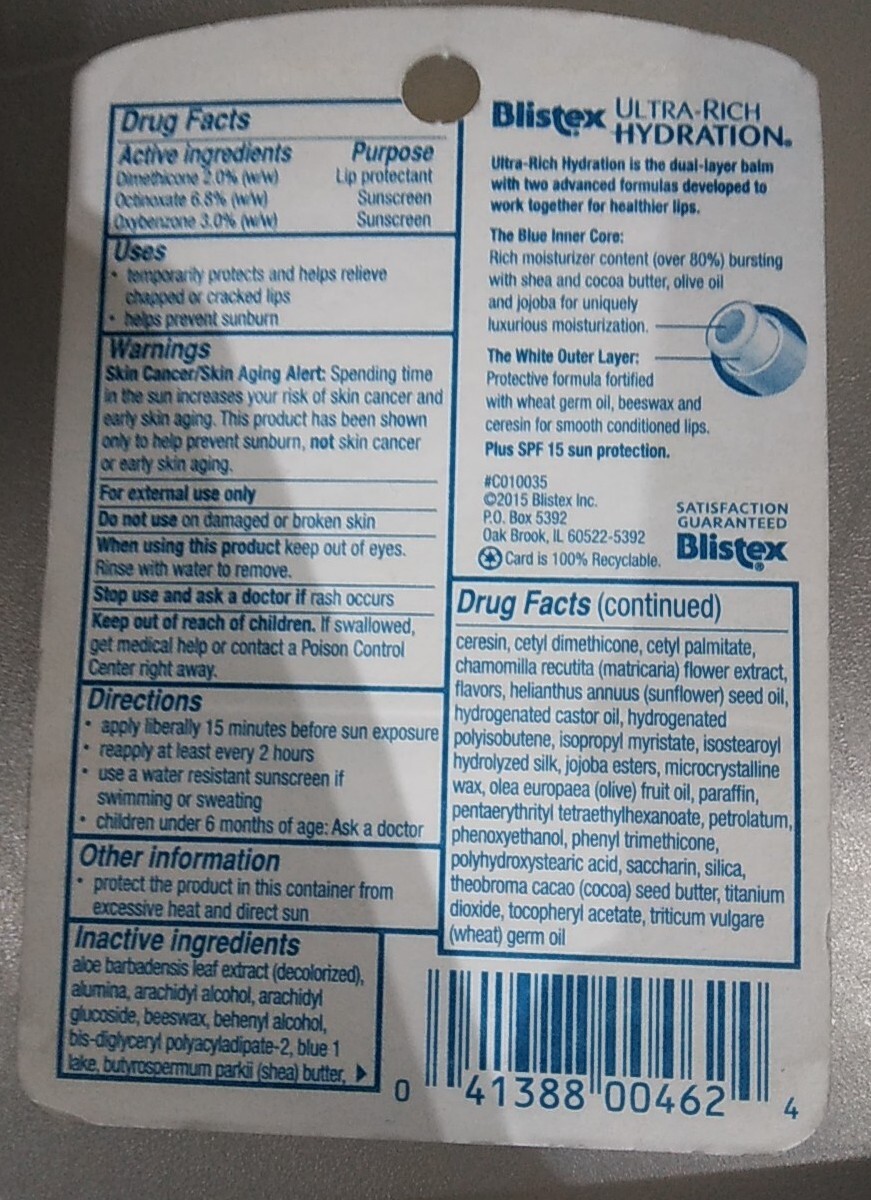 Drug Facts
Active ingredients Purpose
Dimethicone 2.0% (w/w) Lip protectant
Octinoxate 6.8% (w/w) Sunscreen
Oxybenzone 3.0% (w/w) Sunscreen
Uses
• temporarily protects and helps relieve
chapped or cracked lips
• helps prevent sunburn
Warnings
Skin Cancer/Skin Aging Alert: Spending time
in the sun increases your risk of skin cancer and
early skin aging. This product has been shown
only to help prevent sunburn, not skin cancer
or early skin aging.
For external use only
Do not use on damaged or broken skin
When using this product keep out of eyes.
Rinse with water to remove.
Stop use and ask a doctor if rash occurs
Keep out of reach of children. If swallowed,
get medical help or contact a Poison Control
Center right away.
Directions
• apply liberally 15 minutes before sun exposure
• reapply at least every 2 hours
• use a water resistant sunscreen if
swimming or sweating
• children under 6 months of age: Ask a doctor
Other information
• protect the product in this container from
excessive heat and direct sun
Inactive ingredients
aloe barbadensis leaf extract (decolorized),
alumina, arachidyl alcohol, arachidyl
glucoside, beeswax, behenyl alcohol,
bis-diglyceryl polyacyladipate-2, blue 1
lake, butyrospermum parkii (shea) butter,
Blistex ULTRA-RICH
HYDRATION®
Ultra-Rich Hydration is the dual-layer balm
with two advanced formulas developed to
work together for healthier lips.
The Blue Inner Core:
Rich moisturizer content (over 80%) bursting
with shea and cocoa butter, olive oil
and jojoba for uniquely
luxurious moisturization.
The White Outer Layer:
Protective formula fortified
with wheat germ oil, beeswax and
ceresin for smooth conditioned lips.
Plus SPF 15 sun protection.
#C010035
©2015 Blistex Inc.
P.O. Box 5392
Oak Brook, IL 60522-5392
Card is 100% Recyclable.
SATISFACTION
GUARANTEED
Blistex®
Drug Facts (continued)
ceresin, cetyl dimethicone, cetyl palmitate,
chamomilla recutita (matricaria) flower extract,
flavors, helianthus annuus (sunflower) seed oil,
hydrogenated castor oil, hydrogenated
polyisobutene, isopropyl myristate, isostearoyl
hydrolyzed silk, jojoba esters, microcrystalline
wax, olea europaea (olive) fruit oil, paraffin,
pentaerythrityl tetraethylhexanoate, petrolatum,
phenoxyethanol, phenyl trimethicone,
polyhydroxystearic acid, saccharin, silica,
theobroma cacao (cocoa) seed butter, titanium
dioxide, tocopheryl acetate, triticum vulgare
(wheat) germ oil
0 41388 00462 4